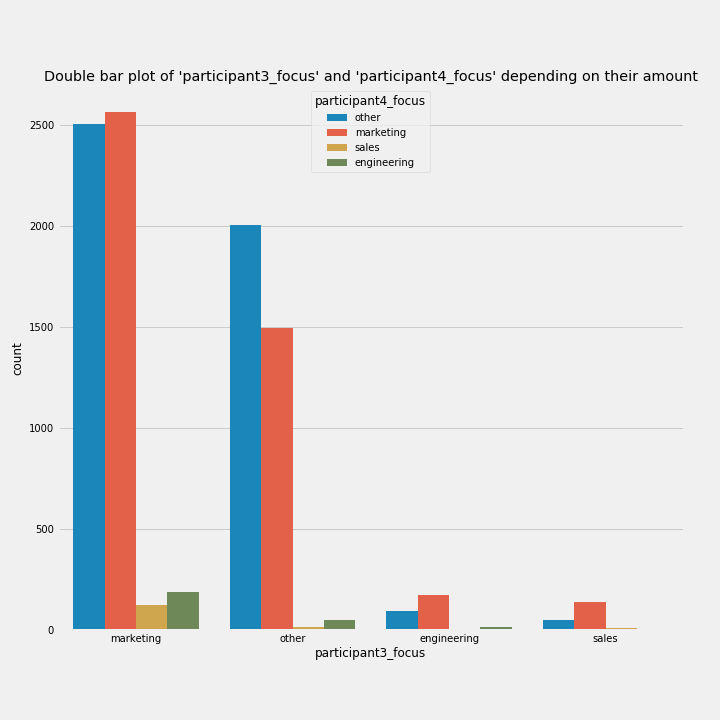 Double bar plot of 'participant3_focus' and 'participant4_focus' depending on their amount
participant4_focus
other
marketing
sales
engineering
2500
2000
1500
1000
500
0
count
marketing other engineering sales
participant3_focus